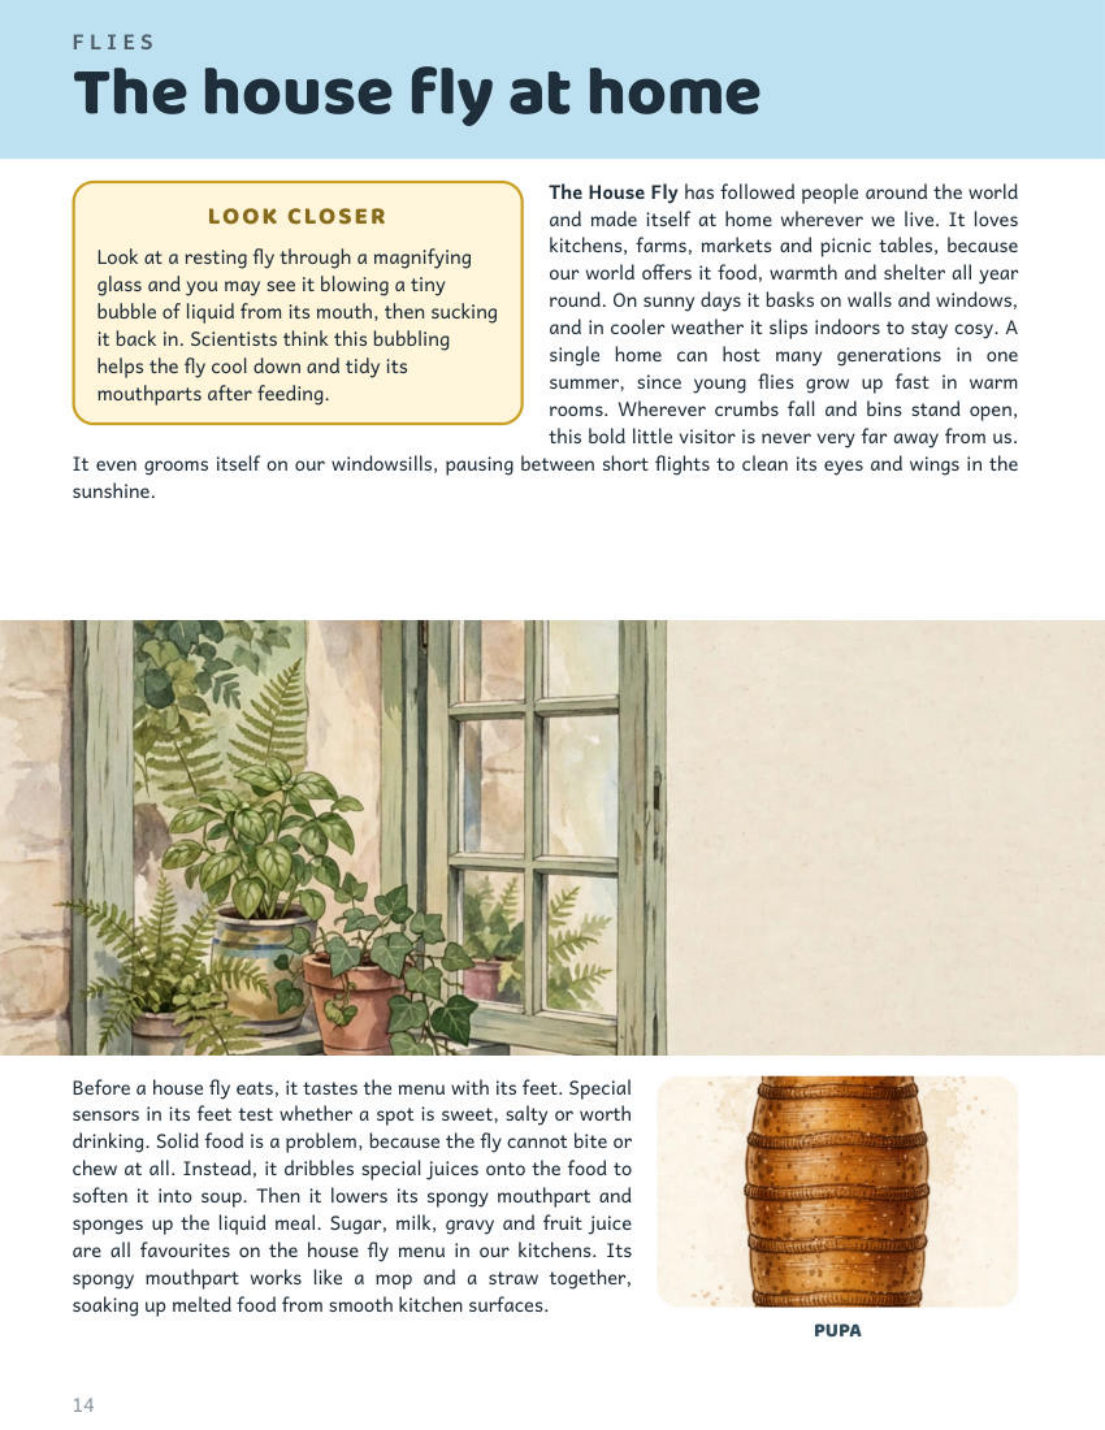 FLIES
The house fly at home
LOOK CLOSER
Look at a resting fly through a magnifying
glass and you may see it blowing a tiny
bubble of liquid from its mouth, then sucking
it back in. Scientists think this bubbling
helps the fly cool down and tidy its
mouthparts after feeding.
The House Fly has followed people around the world
and made itself at home wherever we live. It loves
kitchens, farms, markets and picnic tables, because
our world offers it food, warmth and shelter all year
round. On sunny days it basks on walls and windows,
and in cooler weather it slips indoors to stay cosy. A
single home can host many generations in one
summer, since young flies grow up fast in warm
rooms. Wherever crumbs fall and bins stand open,
this bold little visitor is never very far away from us.
It even grooms itself on our windowsills, pausing between short flights to clean its eyes and wings in the
sunshine.
Before a house fly eats, it tastes the menu with its feet. Special
sensors in its feet test whether a spot is sweet, salty or worth
drinking. Solid food is a problem, because the fly cannot bite or
chew at all. Instead, it dribbles special juices onto the food to
soften it into soup. Then it lowers its spongy mouthpart and
sponges up the liquid meal. Sugar, milk, gravy and fruit juice
are all favourites on the house fly menu in our kitchens. Its
spongy mouthpart works like a mop and a straw together,
soaking up melted food from smooth kitchen surfaces.
PUPA
14